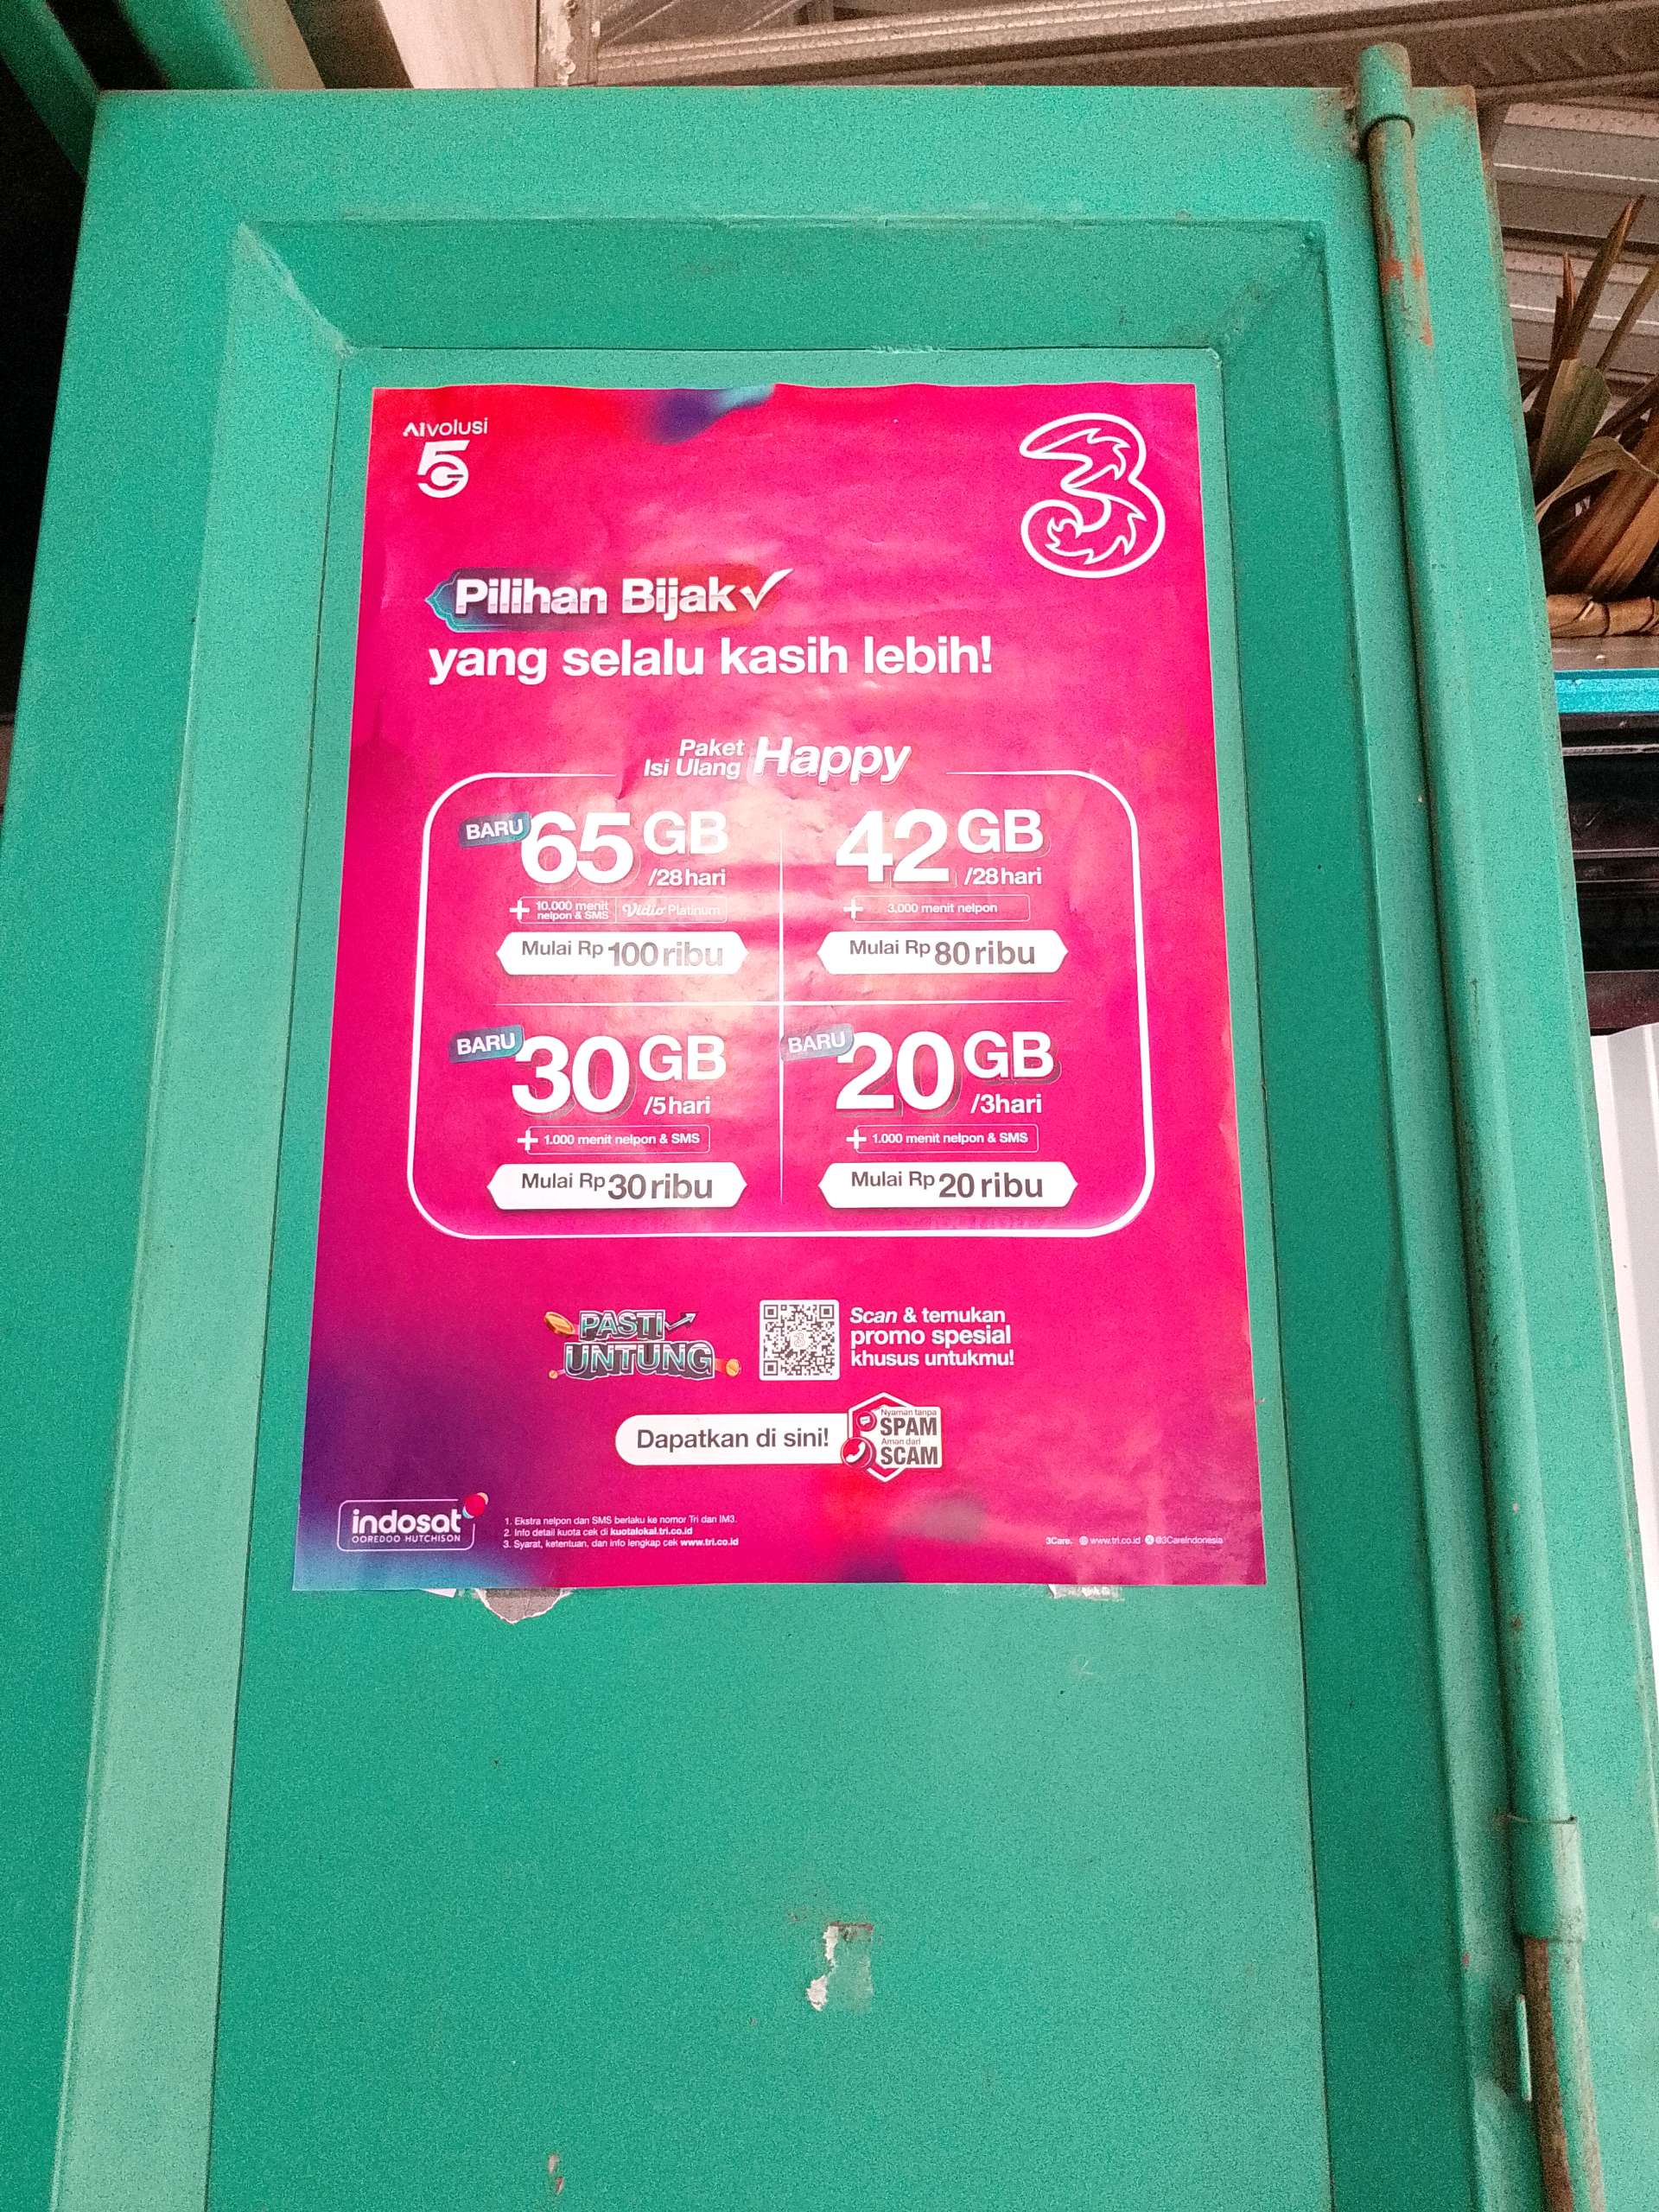 AIvolusi
5G
3
Pilihan Bijak
yang selalu kasih lebih!
Paket
Isi Ulang Happy
BARU 65 GB
/28 hari
+ 10.000 menit
nelpon & SMS
Vidio Platinum
Mulai Rp 100 ribu
42 GB
/28 hari
+ 3.000 menit nelpon
Mulai Rp 80 ribu
BARU 30 GB
/5 hari
+ 1.000 menit nelpon & SMS
Mulai Rp 30 ribu
BARU 20 GB
/3 hari
+ 1.000 menit nelpon & SMS
Mulai Rp 20 ribu
PASTI
UNTUNG
Scan & temukan
promo spesial
khusus untukmu!
Dapatkan di sini!
Nyaman tanpa
SPAM
Aman dari
SCAM
indosat
OOREDOO HUTCHISON
1. Ekstra nelpon dan SMS berlaku ke nomor Tri dan IM3.
2. Info detail kuota cek di kuotalokal.tri.co.id
3. Syarat, ketentuan, dan info lengkap cek www.tri.co.id
3Care. www.tri.co.id @3CareIndonesia